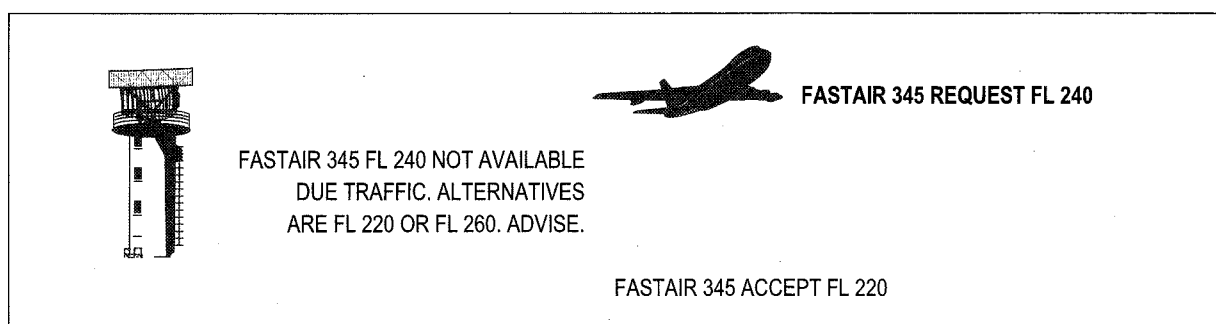 FASTAIR 345 REQUEST FL 240
FASTAIR 345 FL 240 NOT AVAILABLE
DUE TRAFFIC. ALTERNATIVES
ARE FL 220 OR FL 260. ADVISE.
FASTAIR 345 ACCEPT FL 220